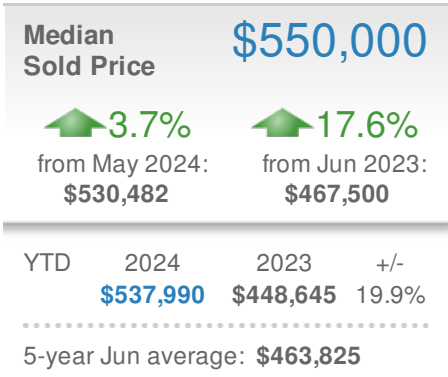 Median $550,000
Sold Price
3.7% 17.6%
from May 2024: from Jun 2023:
$530,482 $467,500
YTD 2024 2023 +/-
$537,990 $448,645 19.9%
5-year Jun average: $463,825